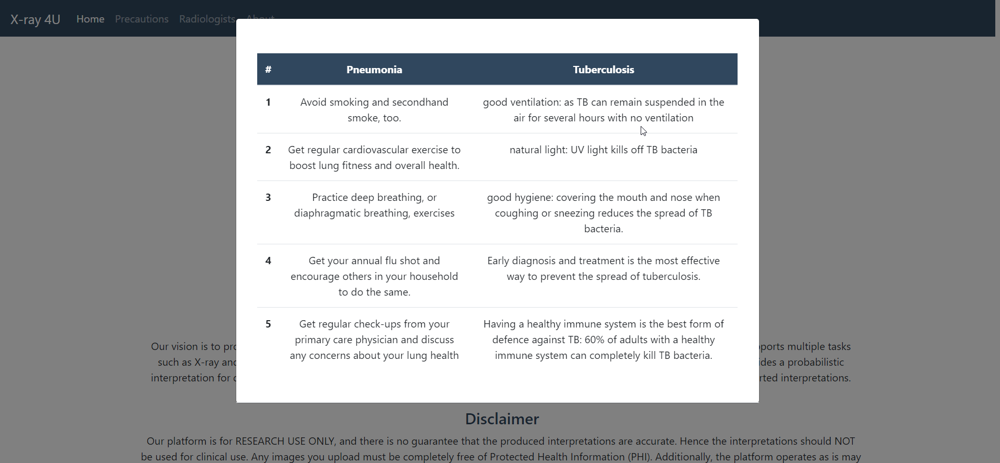 X-ray 4U Home Precautions Radiologists About
# Pneumonia Tuberculosis
1 Avoid smoking and secondhand good ventilation: as TB can remain suspended in the
smoke, too. air for several hours with no ventilation
2 Get regular cardiovascular exercise to natural light: UV light kills off TB bacteria
boost lung fitness and overall health.
3 Practice deep breathing, or good hygiene: covering the mouth and nose when
diaphragmatic breathing, exercises coughing or sneezing reduces the spread of TB
bacteria.
4 Get your annual flu shot and Early diagnosis and treatment is the most effective
encourage others in your household way to prevent the spread of tuberculosis.
to do the same.
5 Get regular check-ups from your Having a healthy immune system is the best form of
primary care physician and discuss defence against TB: 60% of adults with a healthy
any concerns about your lung health immune system can completely kill TB bacteria.
Our vision is to multiple tasks
such as X-ray a probabilistic
interpretation for interpretations.
Disclaimer
Our platform is for RESEARCH USE ONLY, and there is no guarantee that the produced interpretations are accurate. Hence the interpretations should NOT
be used for clinical use. Any images you upload must be completely free of Protected Health Information (PHI). Additionally, the platform operates as is may